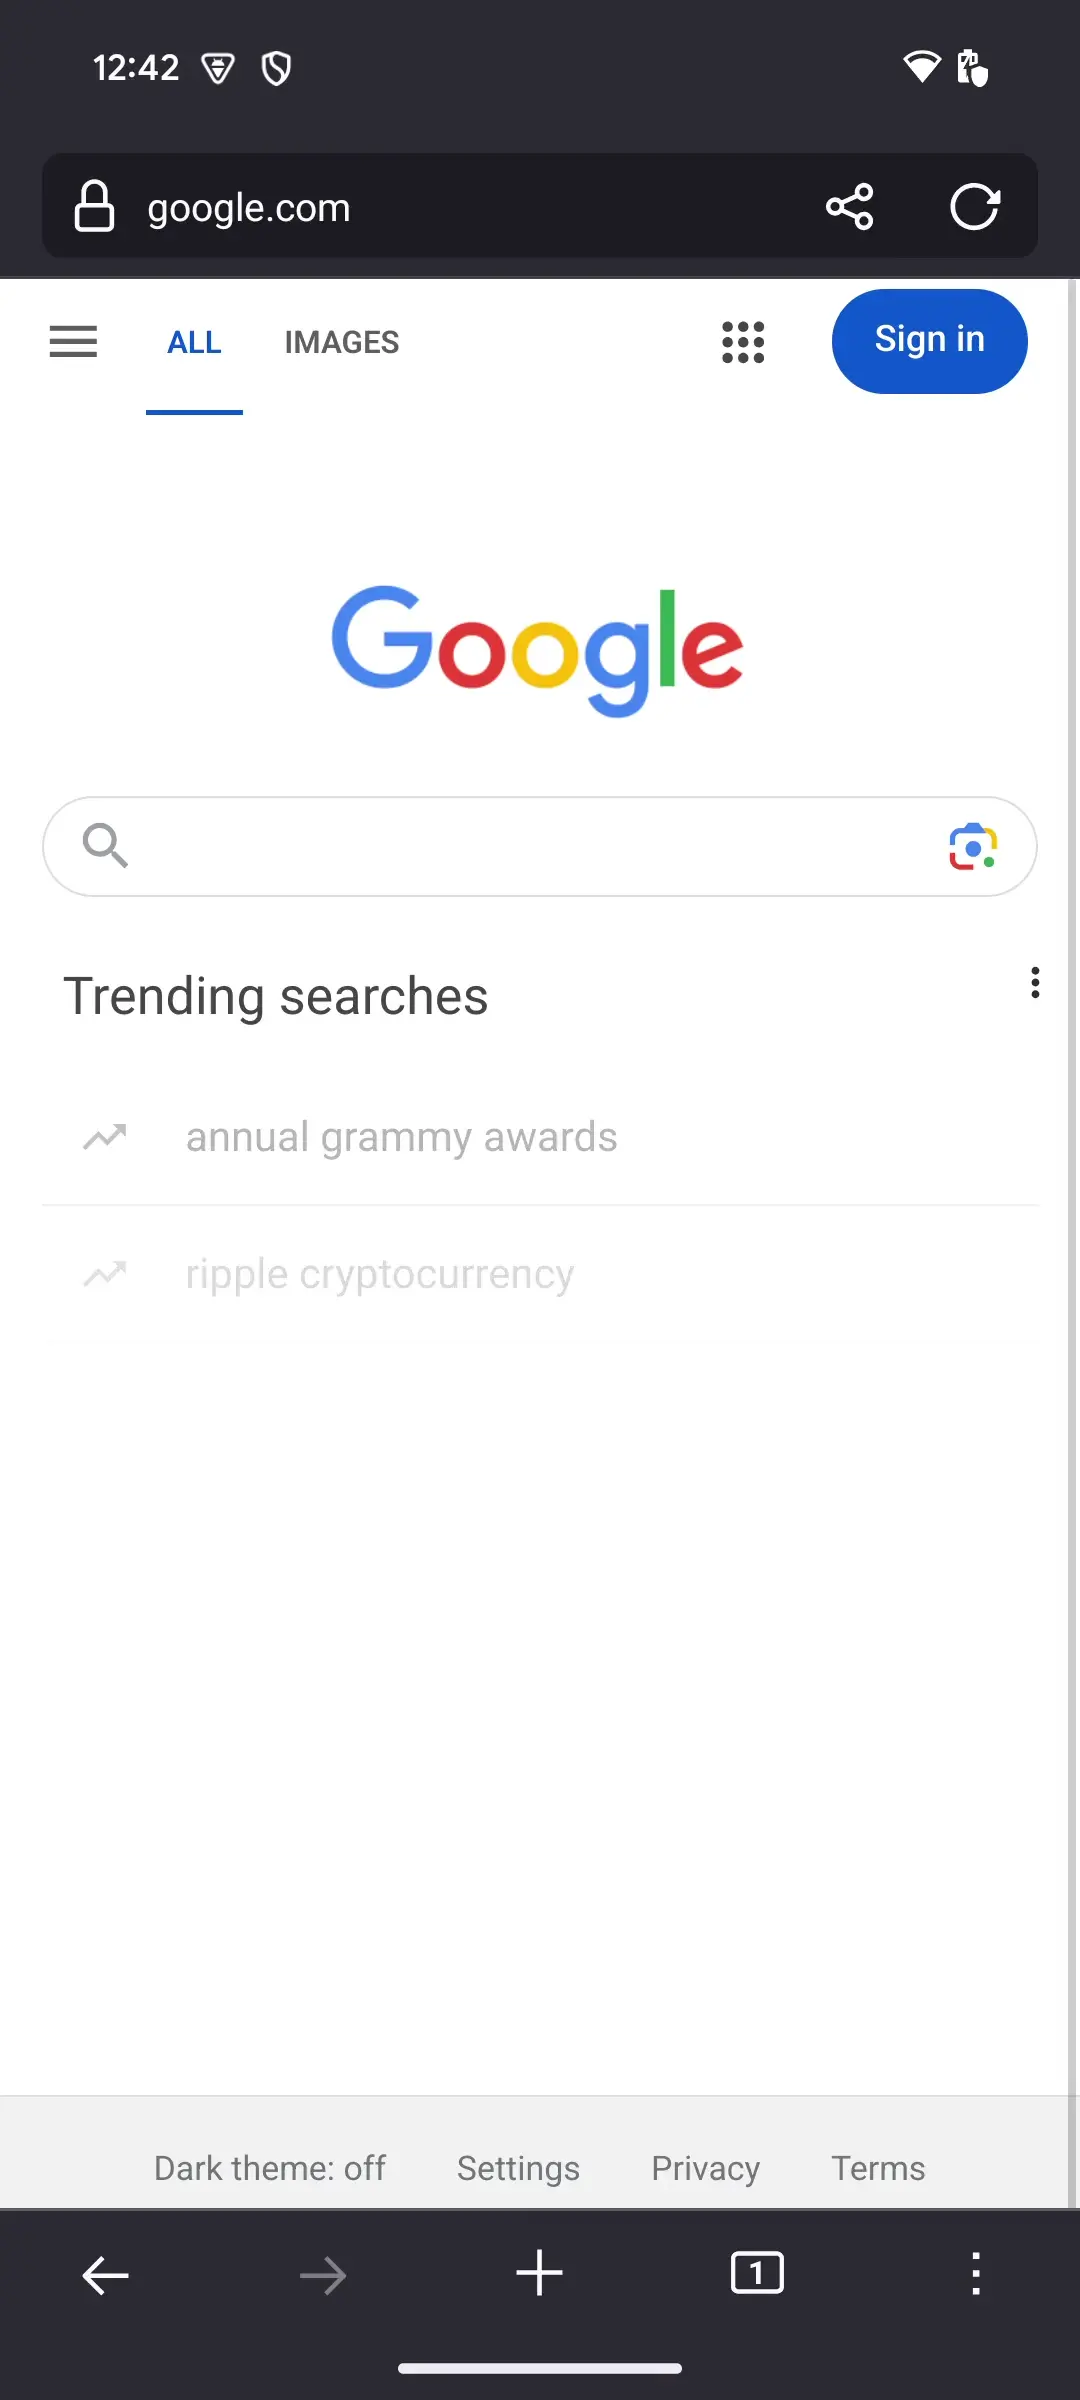 12:42
google.com
ALL IMAGES Sign in
Google
Trending searches
annual grammy awards
ripple cryptocurrency
Dark theme: off Settings Privacy Terms
1